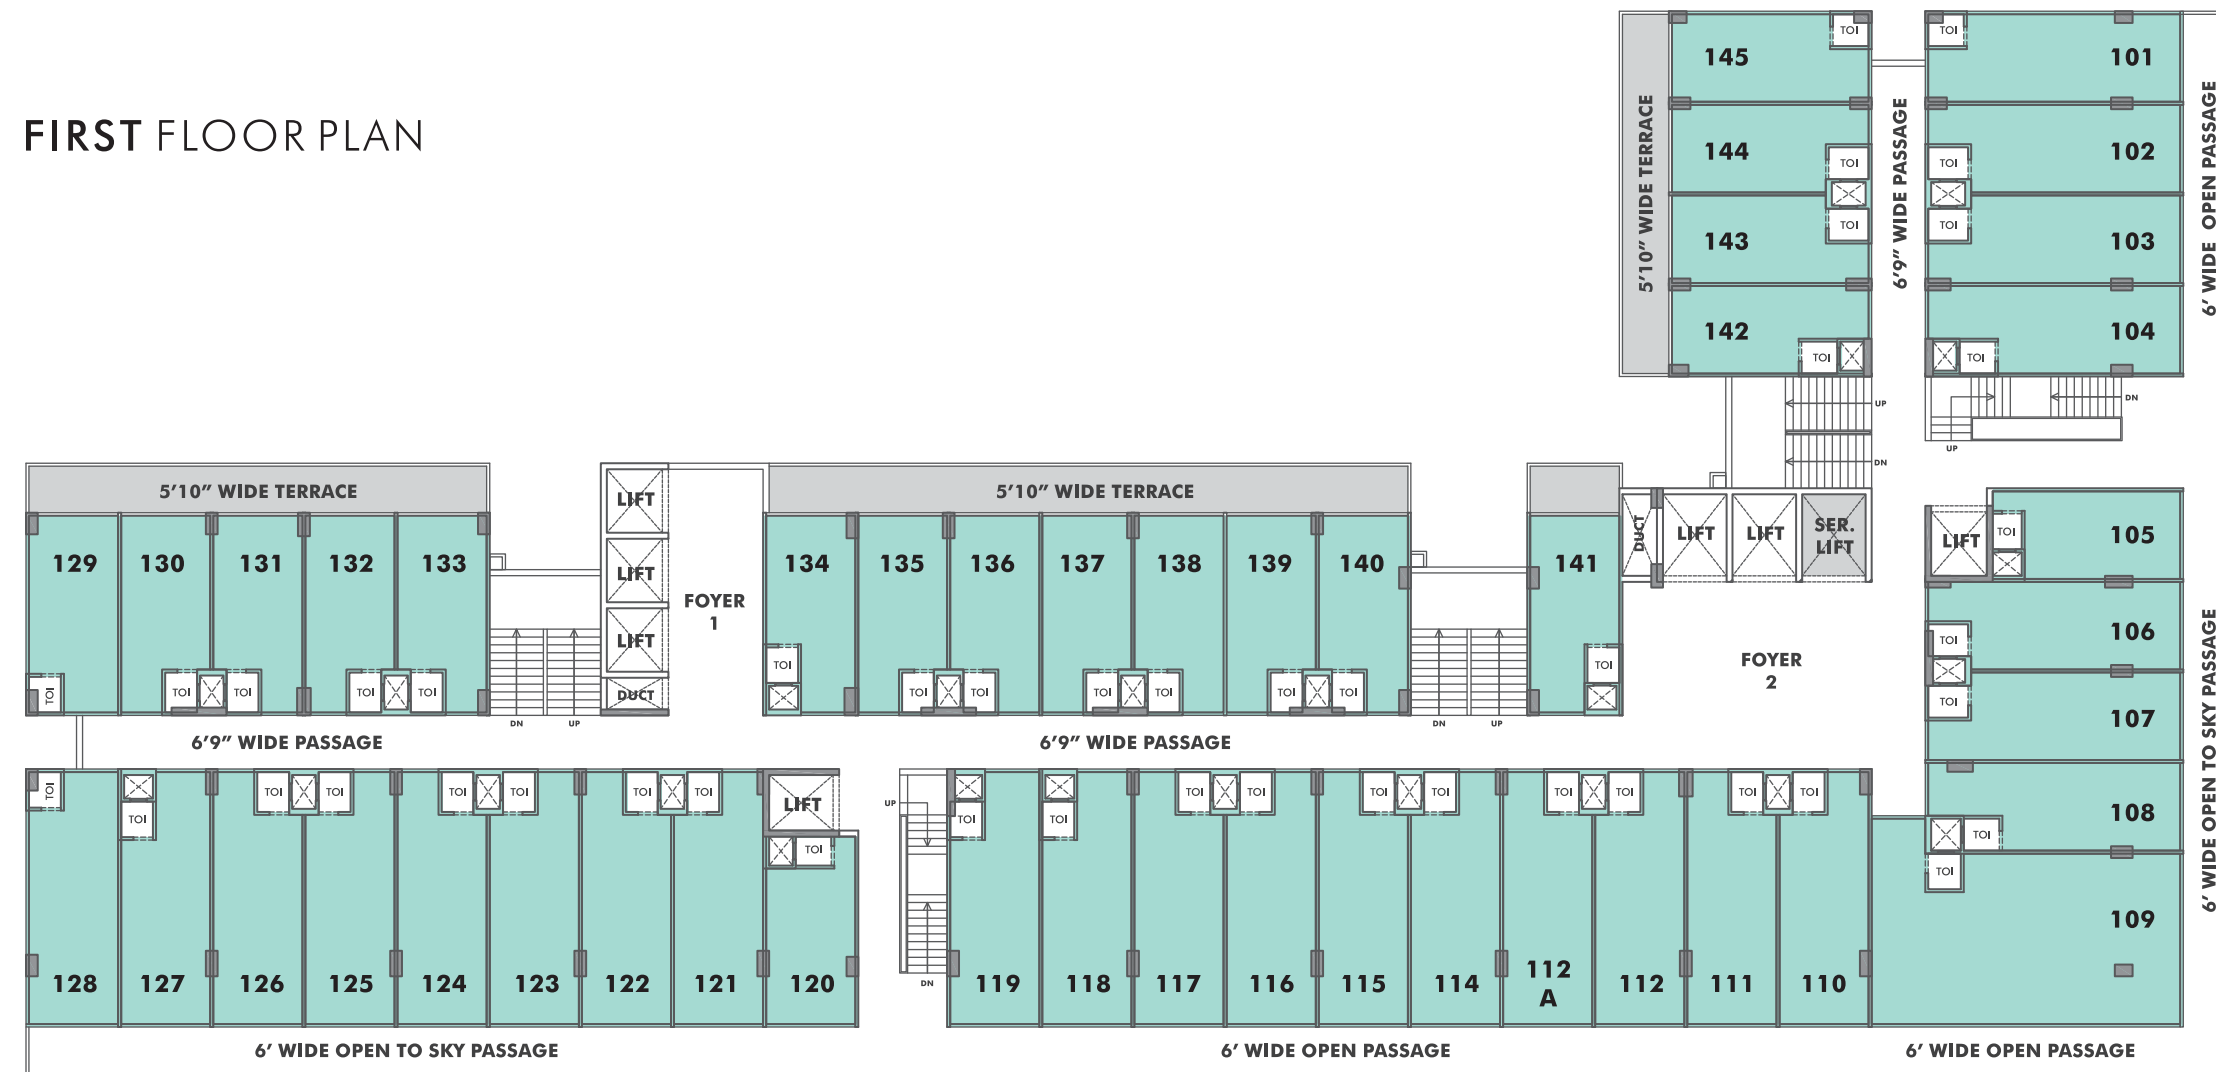 FIRST FLOOR PLAN
145
TOI
TOI
101
144
TOI
TOI
102
143
TOI
TOI
103
142
TOI
TOI
104
5'10" WIDE TERRACE
6'9" WIDE PASSAGE
6' WIDE OPEN PASSAGE
UP
DN
DN
UP
5'10" WIDE TERRACE
5'10" WIDE TERRACE
LIFT
LIFT
LIFT
DUCT
FOYER
1
DUCT
LIFT
LIFT
SER.
LIFT
LIFT
TOI
105
129
130
131
132
133
134
135
136
137
138
139
140
141
FOYER
2
TOI
106
TOI
107
TOI
TOI
TOI
TOI
TOI
TOI
TOI
TOI
TOI
TOI
TOI
TOI
TOI
DN
UP
DN
UP
6'9" WIDE PASSAGE
6'9" WIDE PASSAGE
6' WIDE OPEN TO SKY PASSAGE
TOI
TOI
TOI
TOI
TOI
TOI
TOI
TOI
LIFT
TOI
UP
DN
TOI
TOI
TOI
TOI
TOI
TOI
TOI
TOI
TOI
TOI
108
TOI
TOI
109
128
127
126
125
124
123
122
121
120
119
118
117
116
115
114
112
A
112
111
110
6' WIDE OPEN TO SKY PASSAGE
6' WIDE OPEN PASSAGE
6' WIDE OPEN PASSAGE